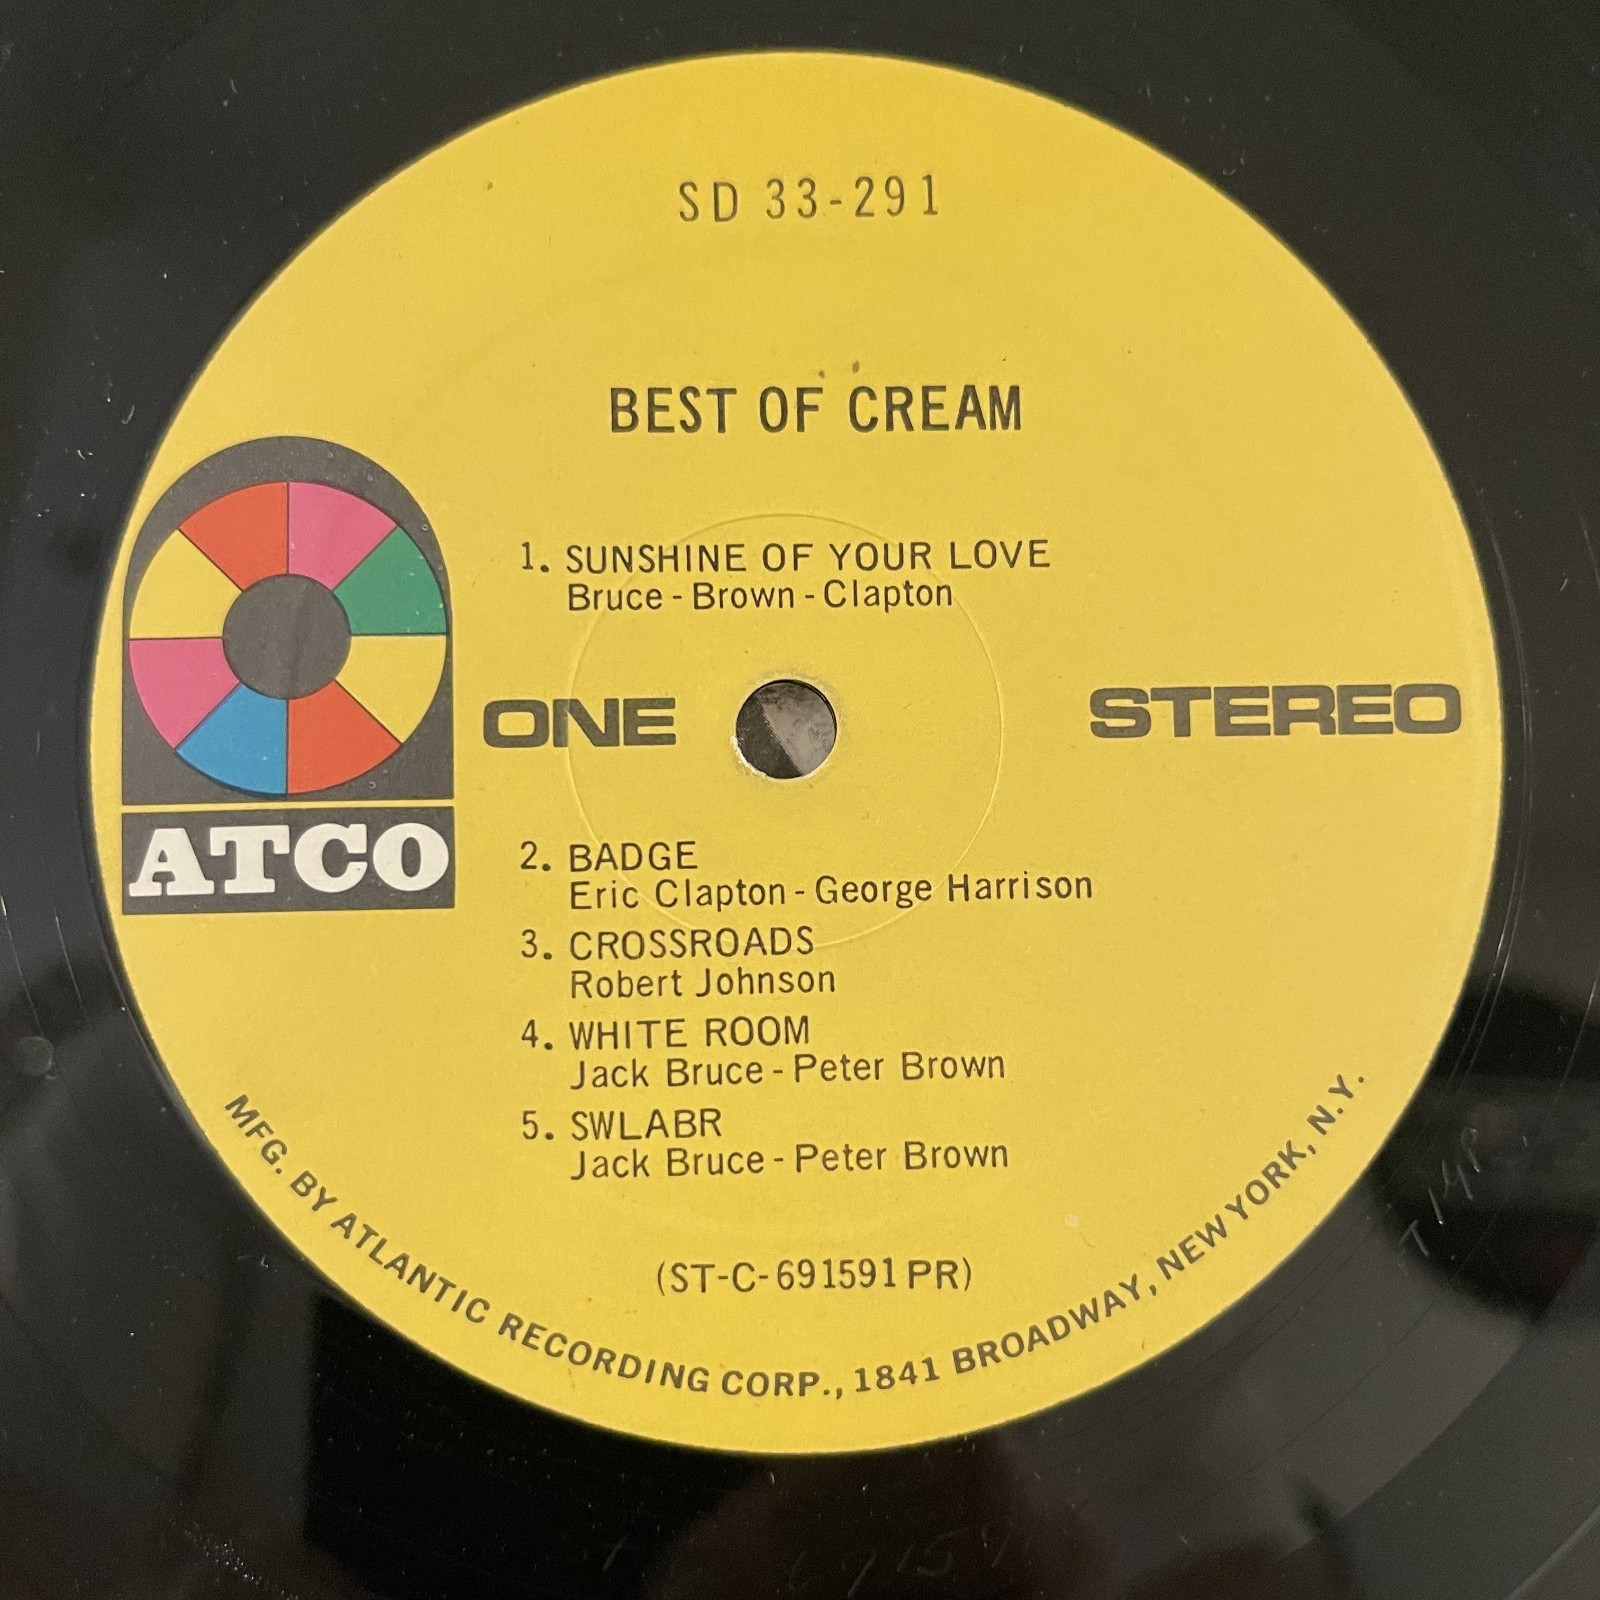 SD 33-291
BEST OF CREAM
1. SUNSHINE OF YOUR LOVE
Bruce - Brown - Clapton
ONE
STEREO
ATCO
2. BADGE
Eric Clapton - George Harrison
3. CROSSROADS
Robert Johnson
4. WHITE ROOM
Jack Bruce - Peter Brown
5. SWLABR
Jack Bruce - Peter Brown
(ST-C-691591 PR)
MFG. BY ATLANTIC RECORDING CORP., 1841 BROADWAY, NEW YORK, N.Y.